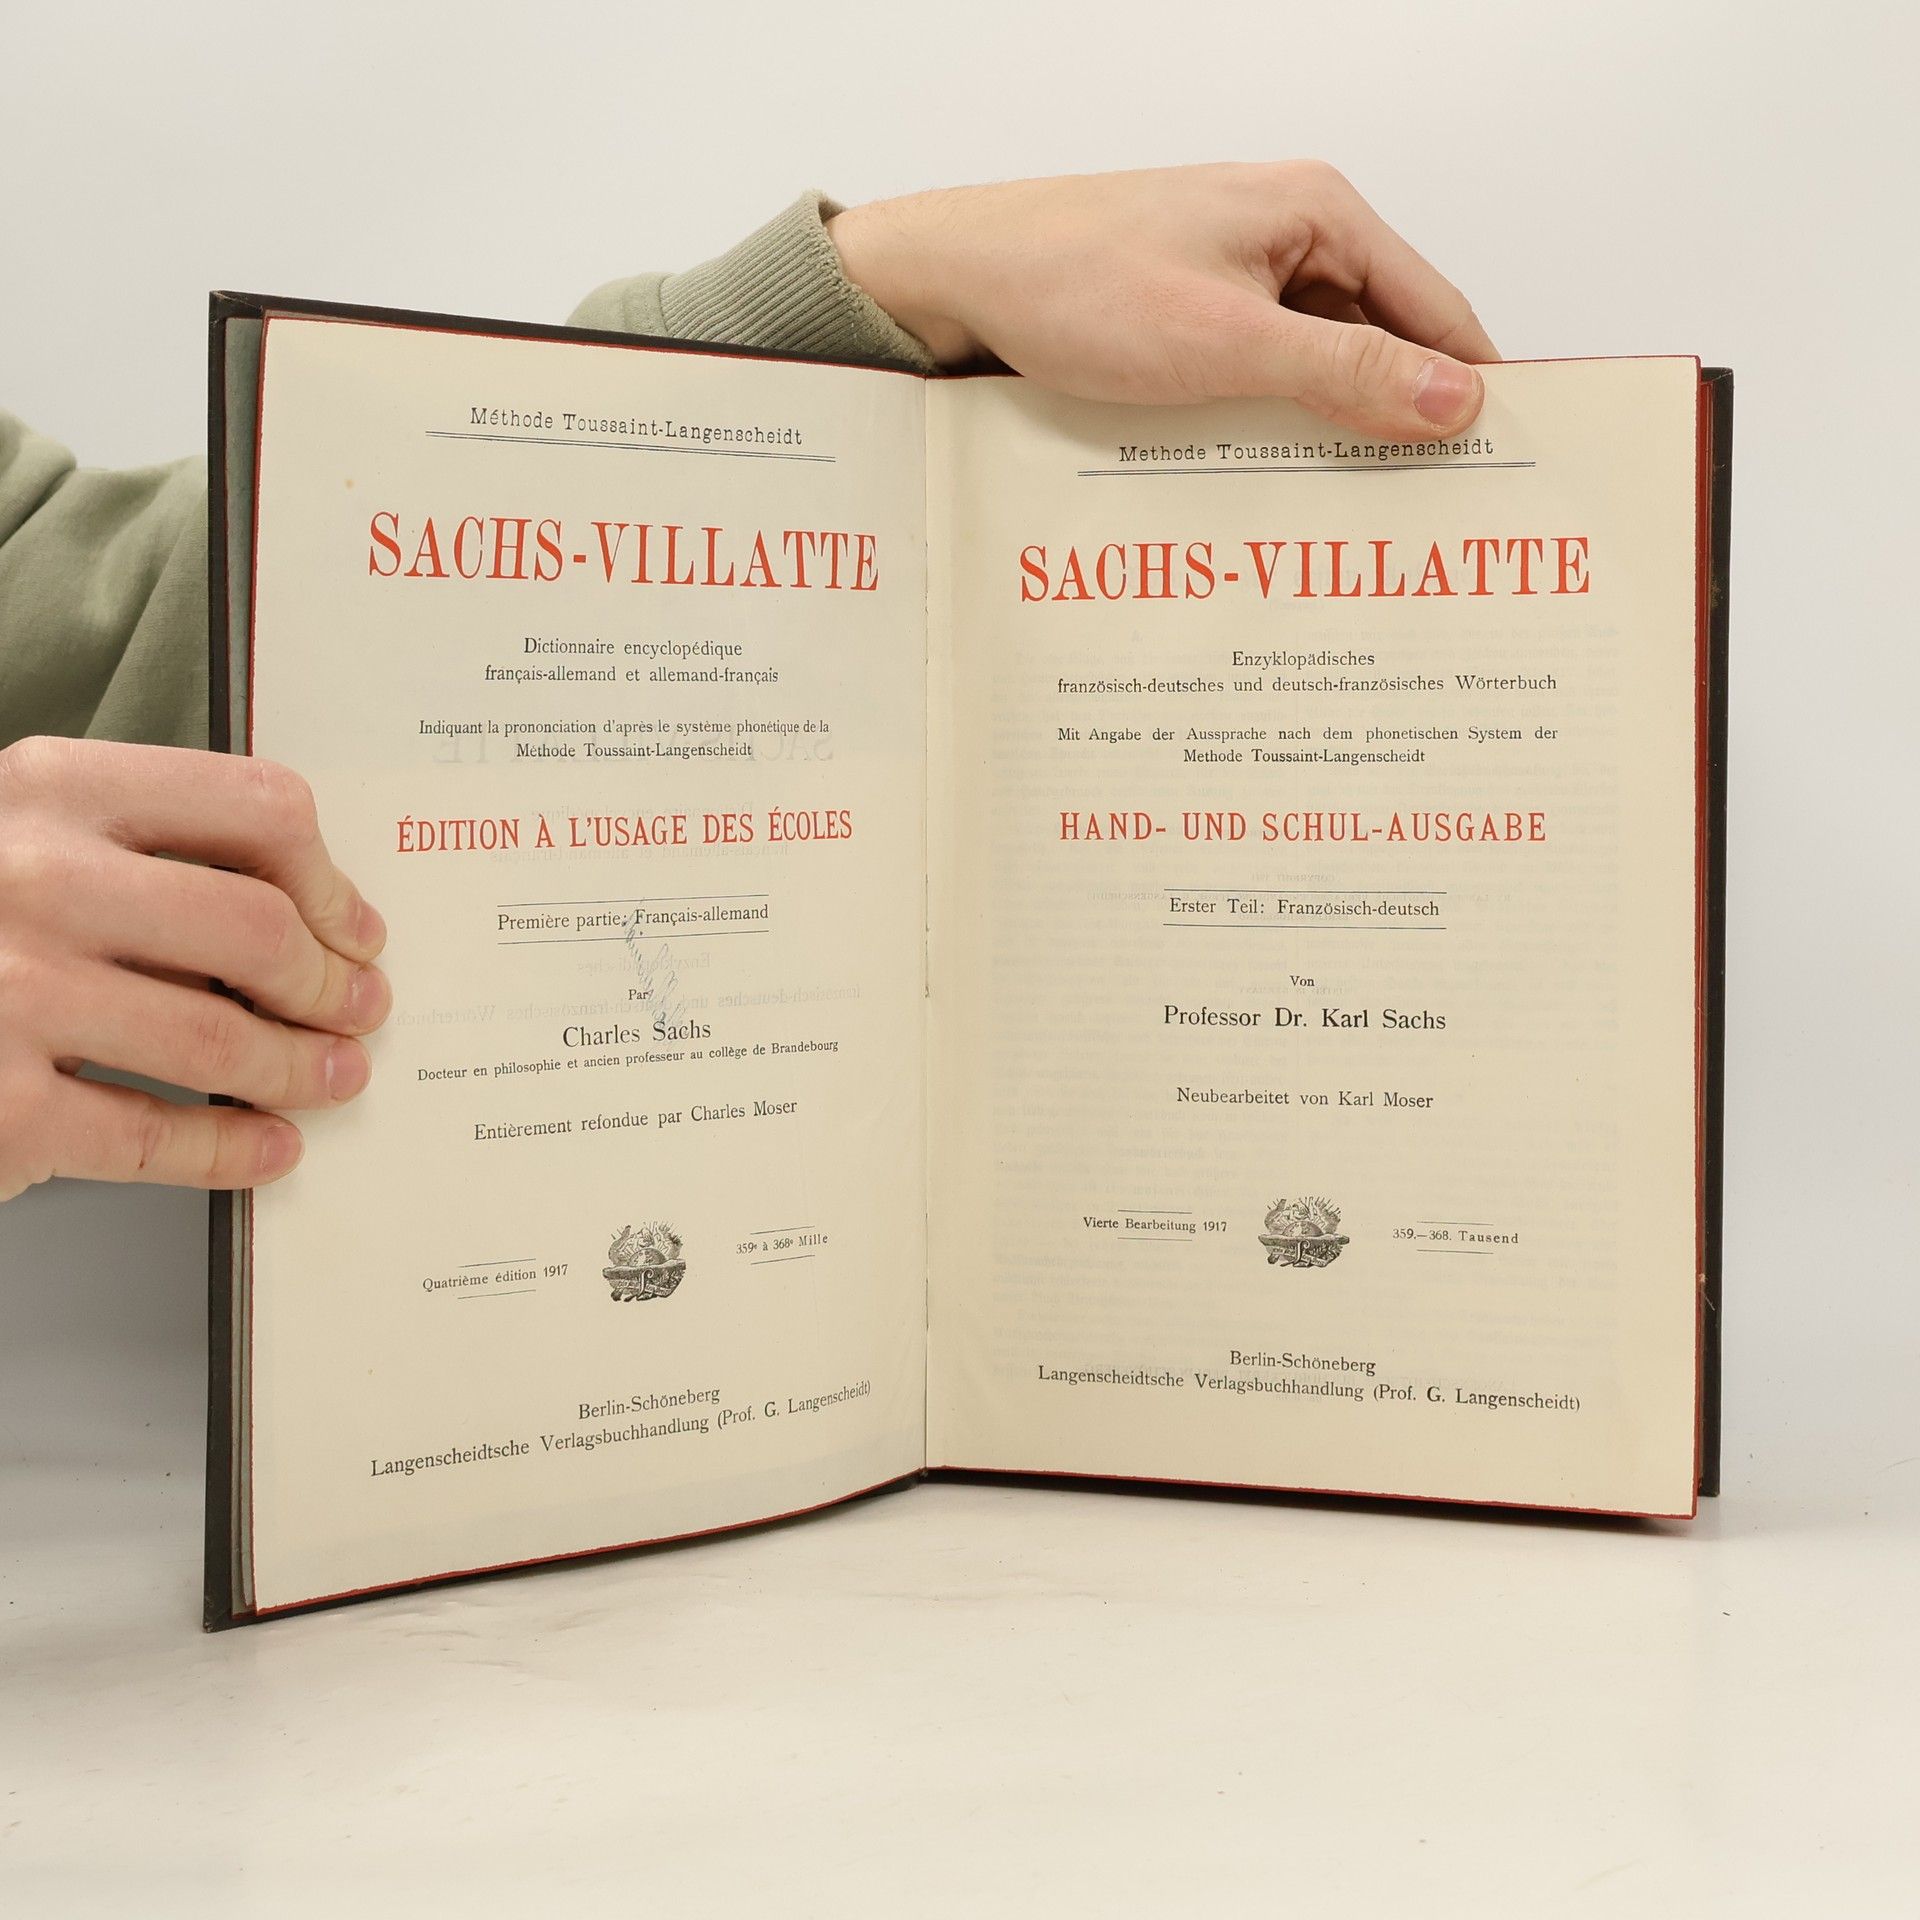 Méthode Toussaint-Langenscheidt
SACHS-VILLATTE
Dictionnaire encyclopédique
français-allemand et allemand-français
Indiquant la prononciation d'après le système phonétique de la
Méthode Toussaint-Langenscheidt
ÉDITION À L'USAGE DES ÉCOLES
Première partie: Français-allemand
Par
Charles Sachs
Docteur en philosophie et ancien professeur au collège de Brandebourg
Entièrement refondue par Charles Moser
Quatrième édition 1917
359e à 368e Mille
Berlin-Schöneberg
Langenscheidtsche Verlagsbuchhandlung (Prof. G. Langenscheidt)
Methode Toussaint-Langenscheidt
SACHS-VILLATTE
Enzyklopädisches
französisch-deutsches und deutsch-französisches Wörterbuch
Mit Angabe der Aussprache nach dem phonetischen System der
Methode Toussaint-Langenscheidt
HAND- UND SCHUL-AUSGABE
Erster Teil: Französisch-deutsch
Von
Professor Dr. Karl Sachs
Neubearbeitet von Karl Moser
Vierte Bearbeitung 1917
359.—368. Tausend
Berlin-Schöneberg
Langenscheidtsche Verlagsbuchhandlung (Prof. G. Langenscheidt)